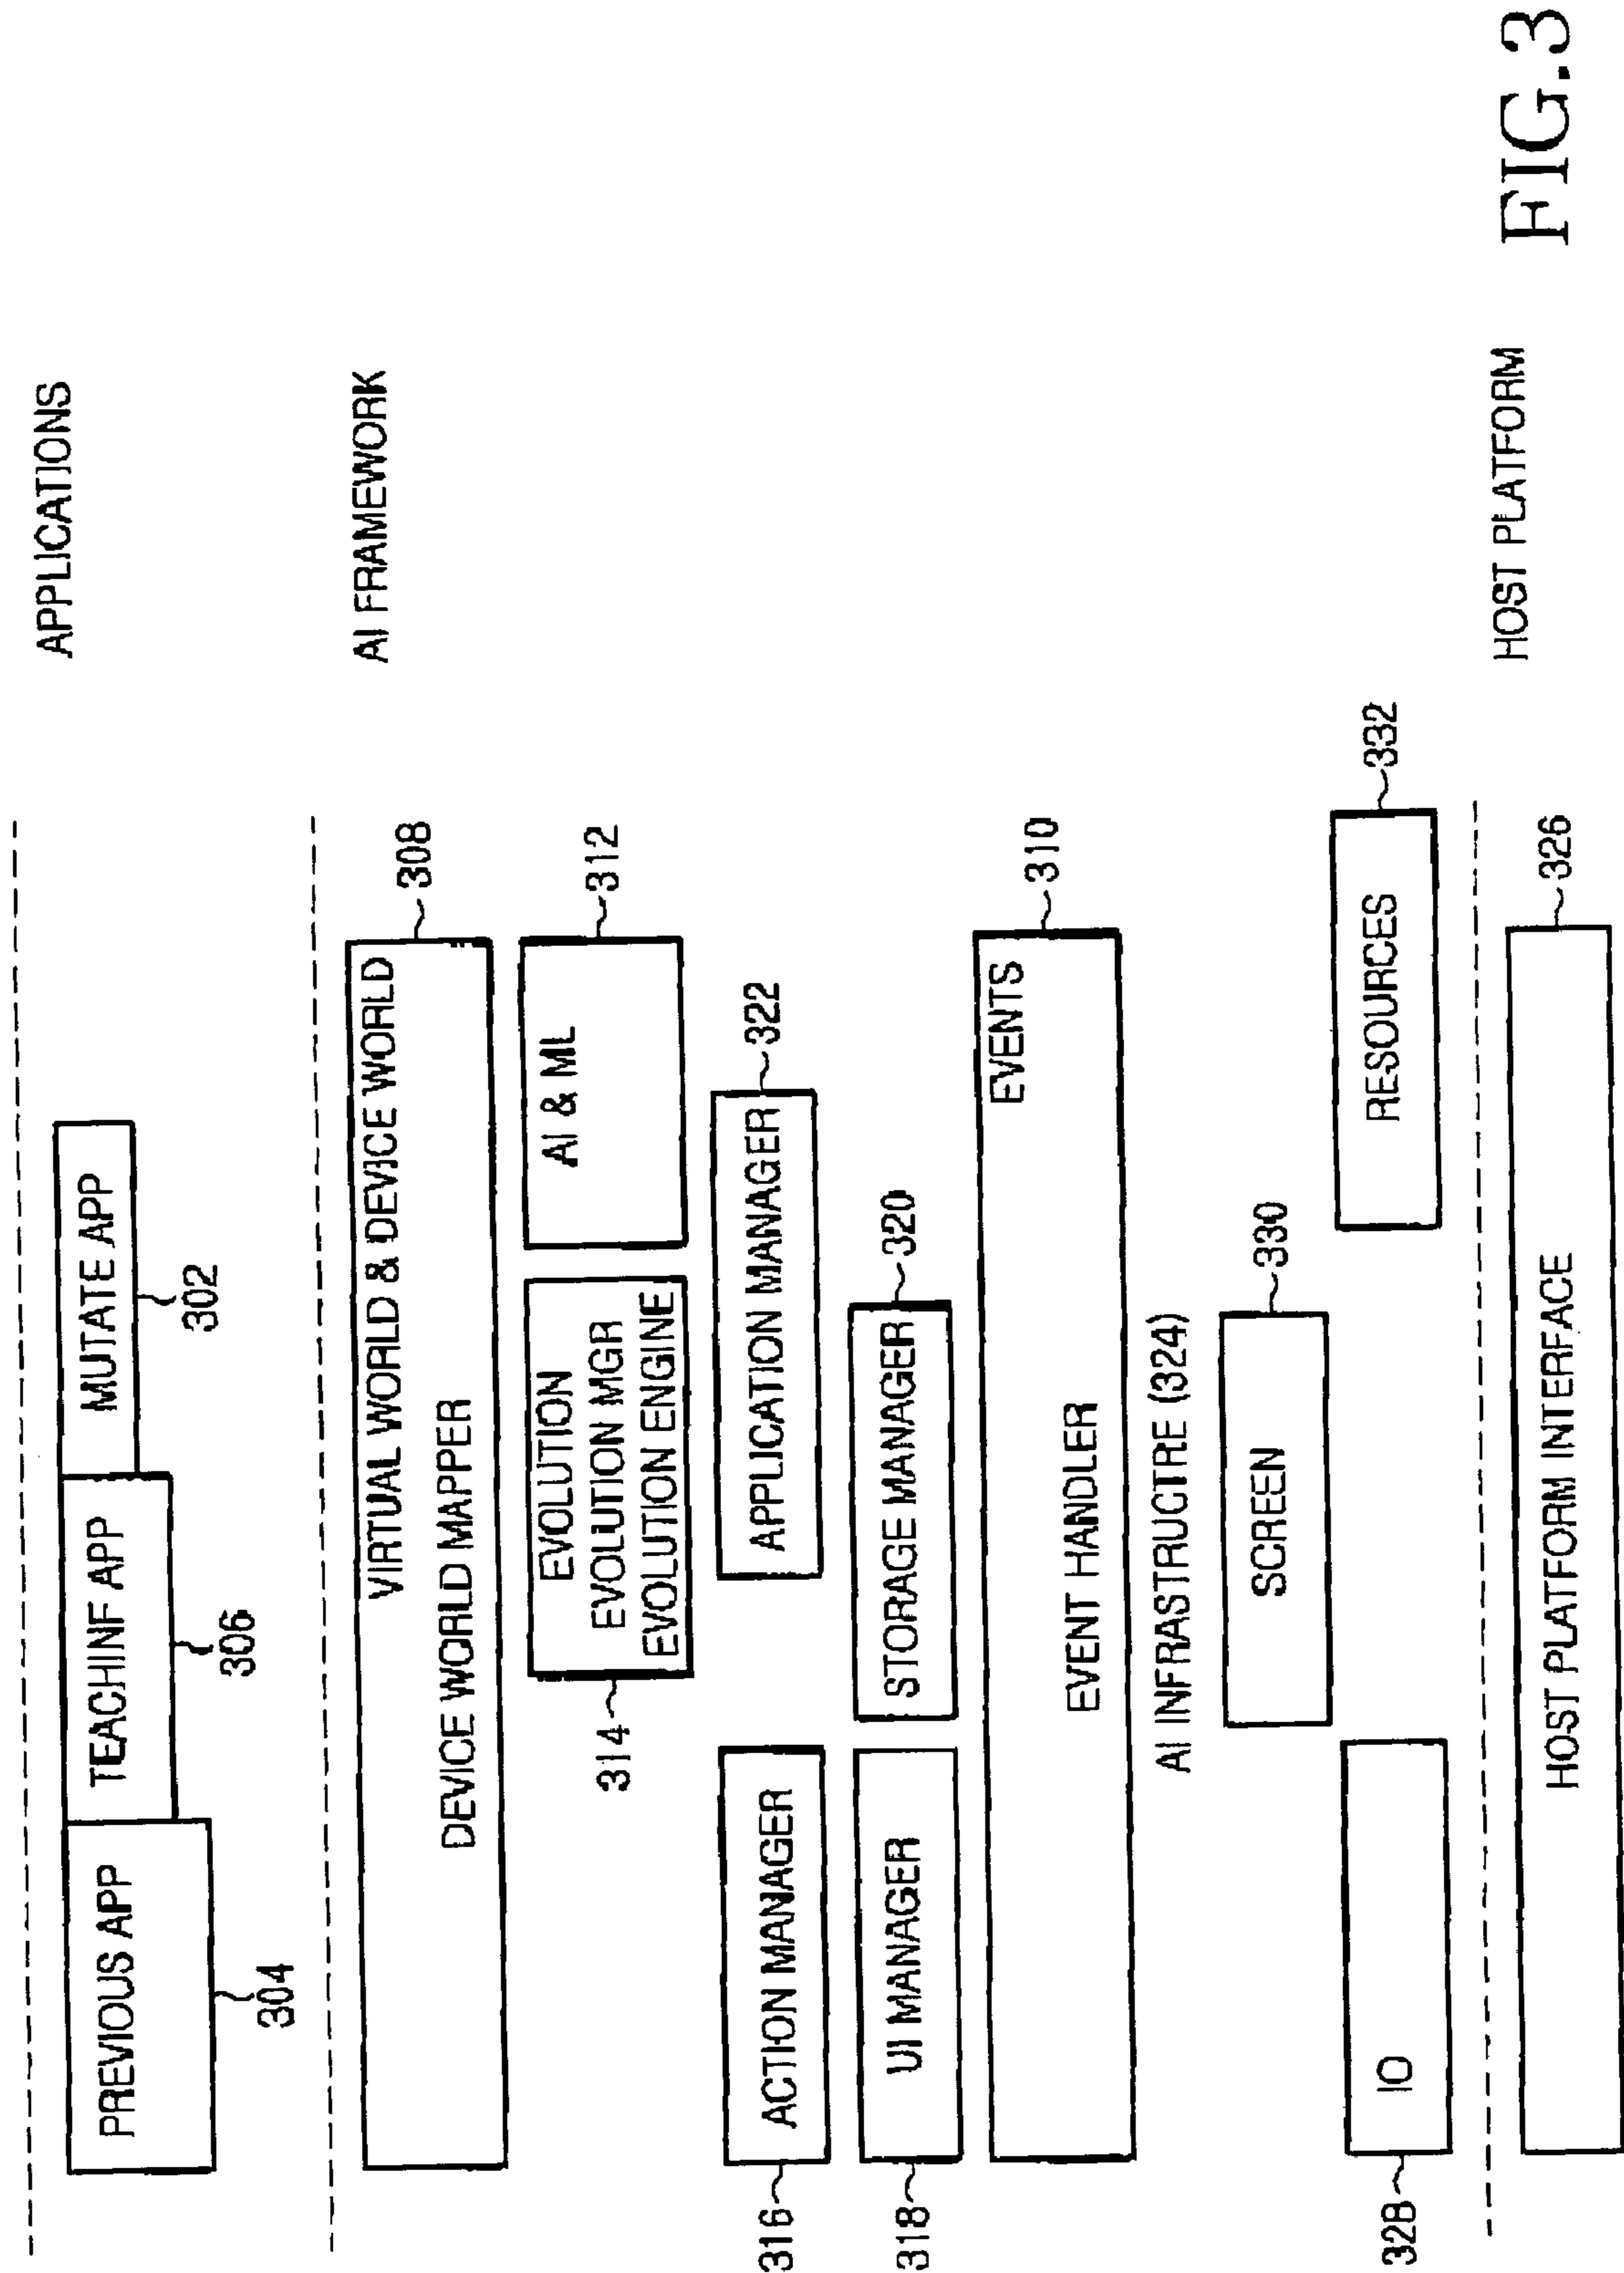 APPLICATIONS
PREVIOUS APP
TEACHINF APP
MUTATE APP
304
306
302
AI FRAMEWORK
VIRTUAL WORLD & DEVICE WORLD
DEVICE WORLD MAPPER
308
EVOLUTION
EVOLUTION MGR
EVOLUTION ENGINE
314
AI & ML
312
ACTION MANAGER
316
APPLICATION MANAGER
322
UI MANAGER
318
STORAGE MANAGER
320
EVENTS
EVENT HANDLER
310
AI INFRASTRUCTRE (324)
SCREEN
330
IO
328
RESOURCES
332
HOST PLATFORM
HOST PLATFORM INTERFACE
326
FIG.3